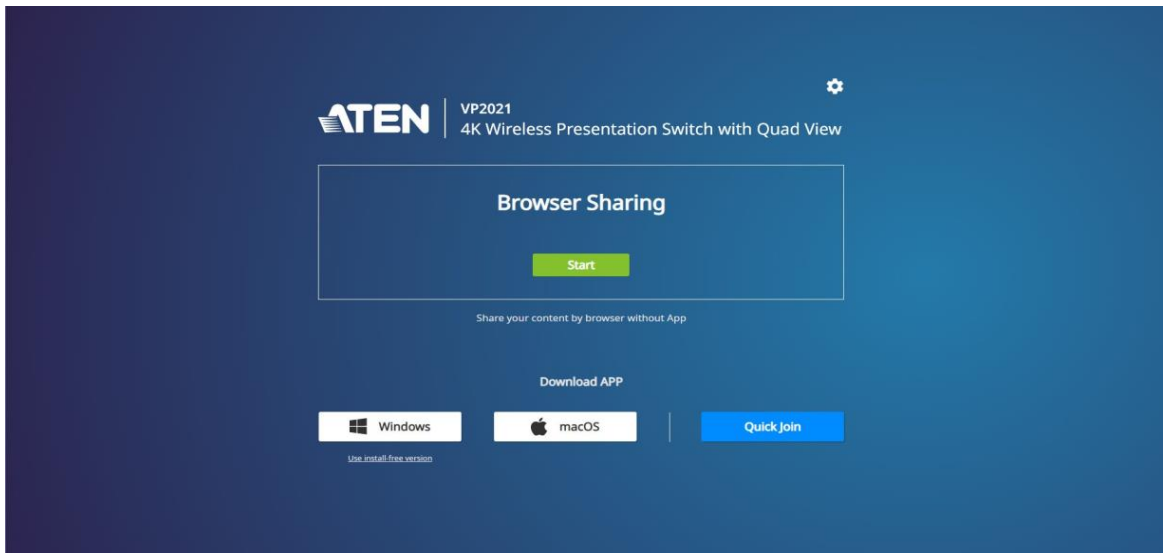 ATEN
VP2021
4K Wireless Presentation Switch with Quad View
Browser Sharing
Start
Share your content by browser without App
Download APP
Windows
macOS
Quick Join
Use install-free version